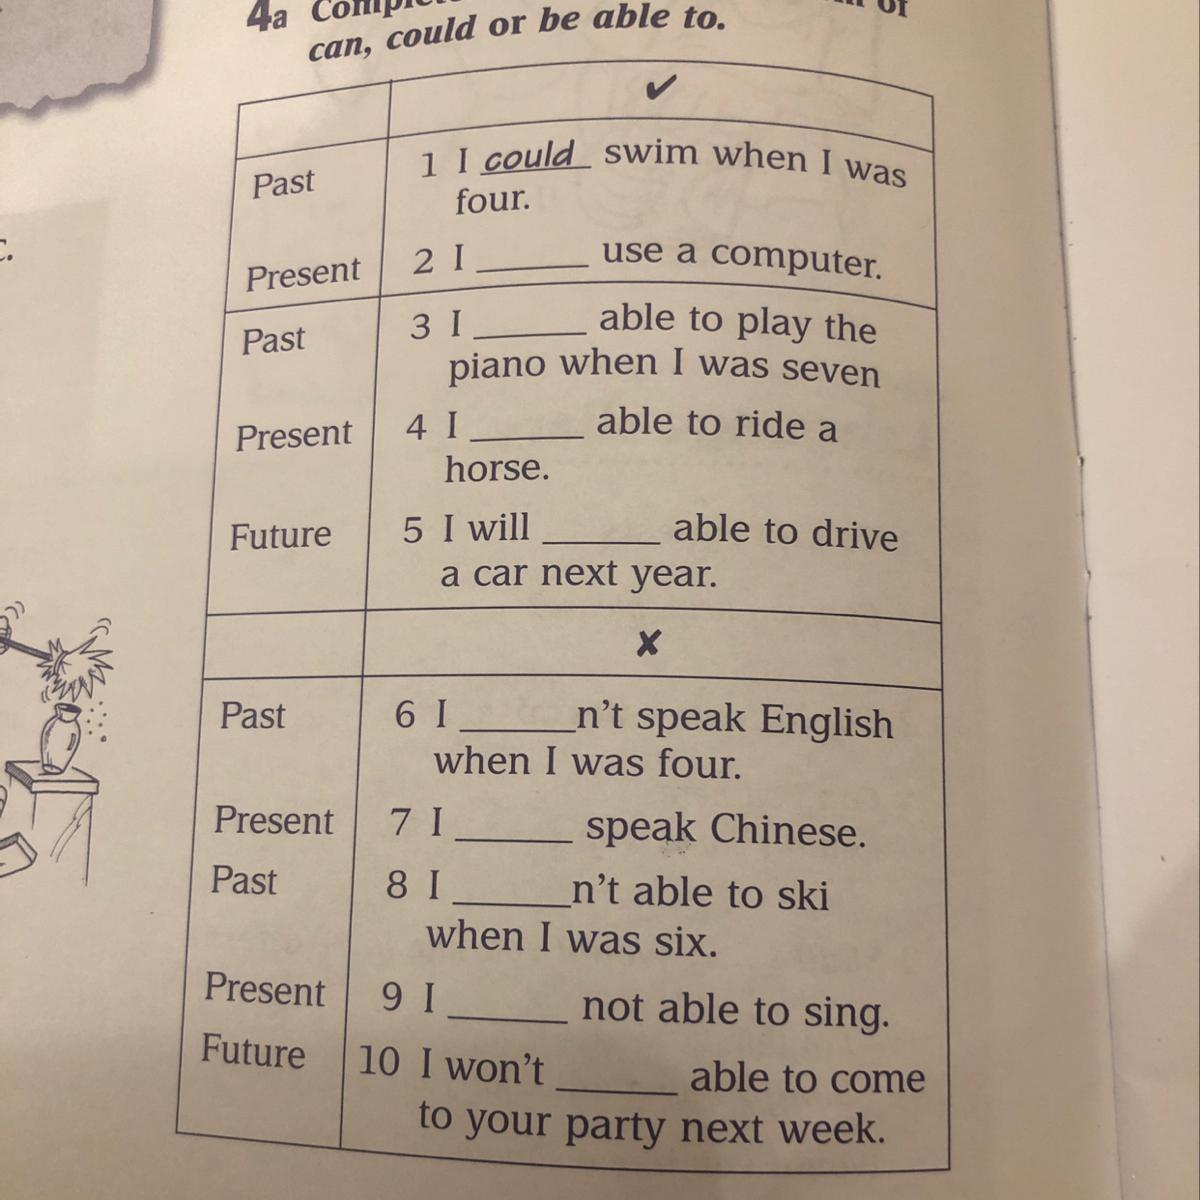 4a
can, could or be able to.
✔
Past 1 I could swim when I was
four.
Present 2 I ______ use a computer.
Past 3 I ______ able to play the
piano when I was seven
Present 4 I ______ able to ride a
horse.
Future 5 I will ______ able to drive
a car next year.
✘
Past 6 I ______n't speak English
when I was four.
Present 7 I ______ speak Chinese.
Past 8 I ______n't able to ski
when I was six.
Present 9 I ______ not able to sing.
Future 10 I won't ______ able to come
to your party next week.